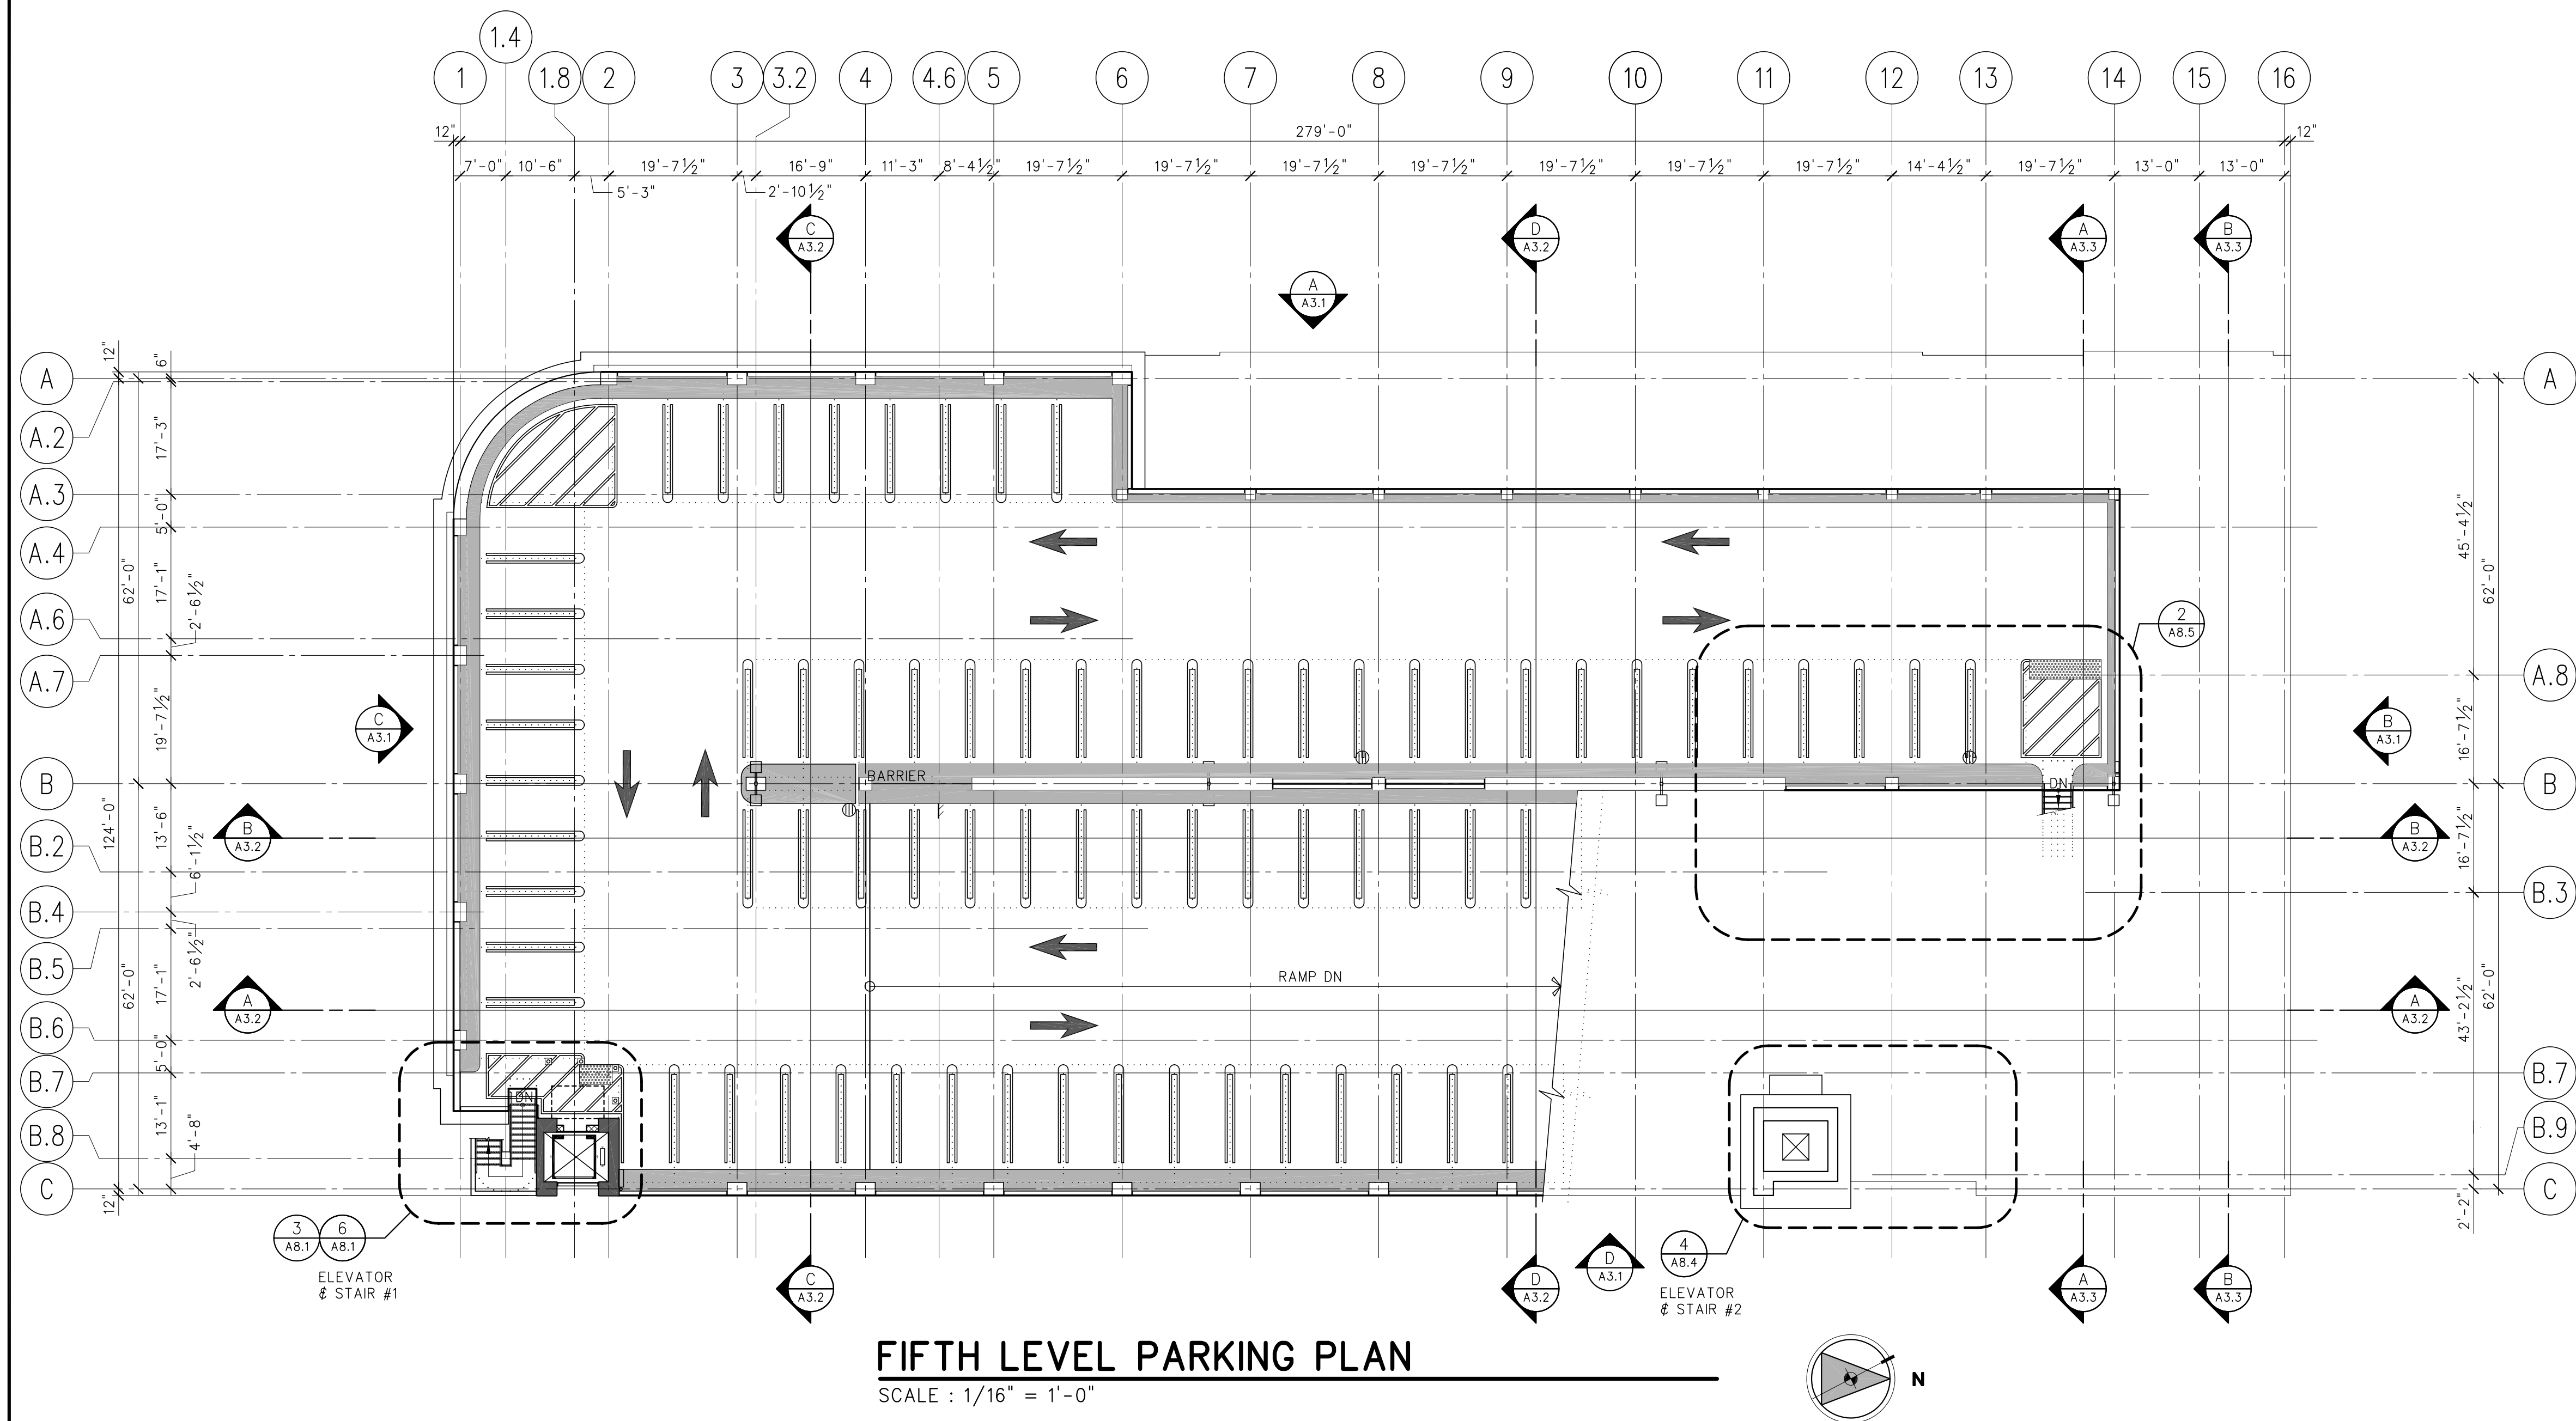 1.4
1 1.8 2 3 3.2 4 4.6 5 6 7 8 9 10 11 12 13 14 15 16
12" 279'-0" 12"
7'-0" 10'-6" 19'-7½" 16'-9" 11'-3" 8'-4½" 19'-7½" 19'-7½" 19'-7½" 19'-7½" 19'-7½" 19'-7½" 19'-7½" 14'-4½" 19'-7½" 13'-0" 13'-0"
5'-3" 2'-10½"
C
A3.2
D
A3.2
A
A3.3
B
A3.3
A
A3.1
A
A.2
A.3
A.4
A.6
A.7
B
B.2
B.4
B.5
B.6
B.7
B.8
C
12"
62'-0"
124'-0"
62'-0"
12"
6"
17'-3"
5'-0"
17'-1"
2'-6½"
19'-7½"
13'-6"
6'-1½"
2'-6½"
17'-1"
5'-0"
13'-1"
4'-8"
C
A3.1
B
A3.2
A
A3.2
BARRIER
DN
RAMP DN
DN
2
A8.5
B
A3.1
B
A3.2
A
A3.2
A
A.8
B
B.3
B.7
B.9
C
45'-4½"
62'-0"
16'-7½"
16'-7½"
43'-2½"
62'-0"
2'-2"
3
A8.1
6
A8.1
ELEVATOR
& STAIR #1
C
A3.2
D
A3.2
D
A3.1
4
A8.4
ELEVATOR
& STAIR #2
A
A3.3
B
A3.3
FIFTH LEVEL PARKING PLAN
SCALE : 1/16" = 1'-0"
N